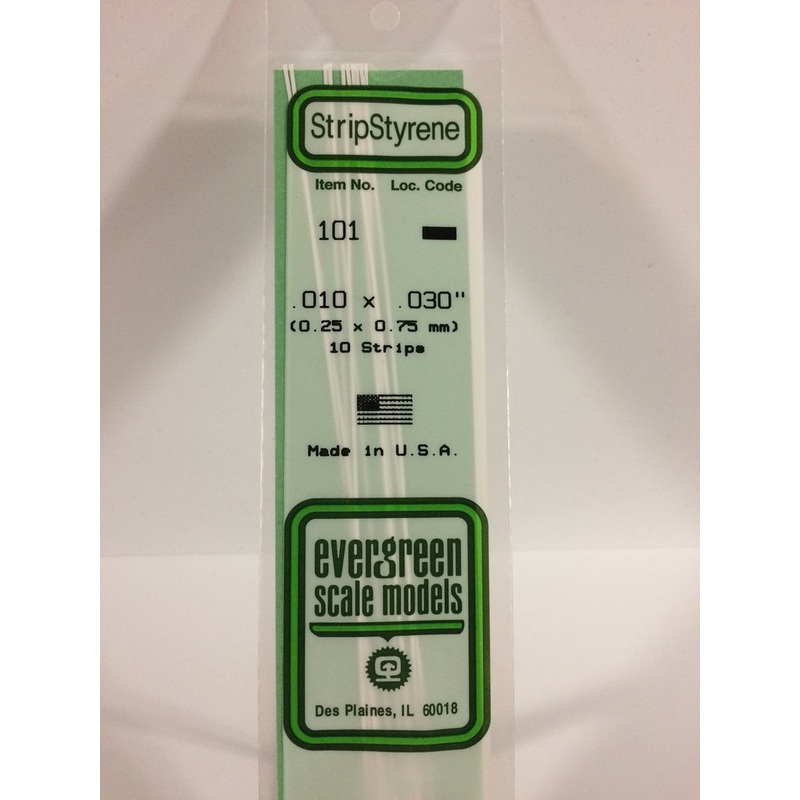 StripStyrene
Item No. Loc. Code
101
.010 x .030"
(0.25 x 0.75 mm)
10 Strips
Made in U.S.A.
evergreen
scale models
Des Plaines, IL 60018